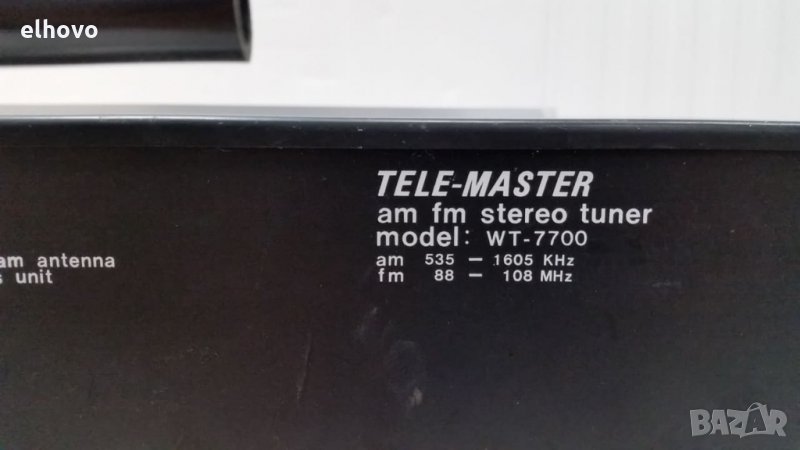 elhovo
TELE-MASTER
am fm stereo tuner
model: WT-7700
am 535 - 1605 KHz
fm 88 - 108 MHz
am antenna
unit
BAZAR